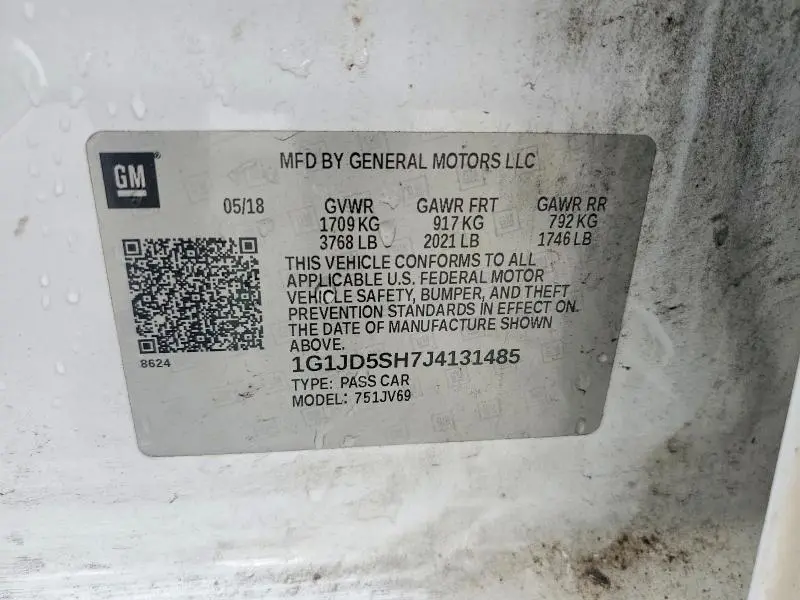 GM
MFD BY GENERAL MOTORS LLC
05/18 GVWR GAWR FRT GAWR RR
1709 KG 917 KG 792 KG
3768 LB 2021 LB 1746 LB
THIS VEHICLE CONFORMS TO ALL
APPLICABLE U.S. FEDERAL MOTOR
VEHICLE SAFETY, BUMPER, AND THEFT
PREVENTION STANDARDS IN EFFECT ON
THE DATE OF MANUFACTURE SHOWN
ABOVE.
8624
1G1JD5SH7J4131485
TYPE: PASS CAR
MODEL: 751JV69